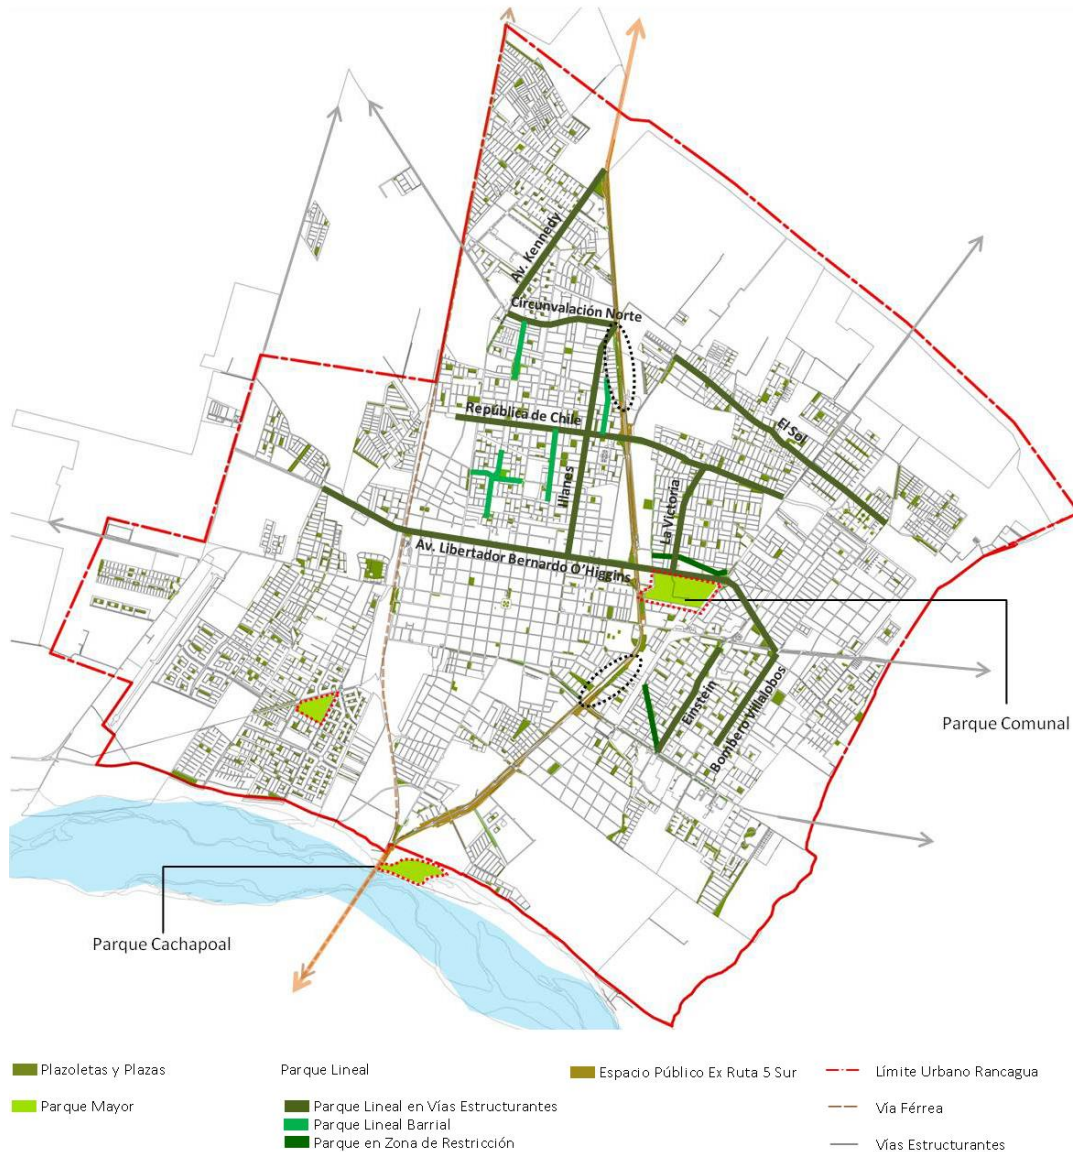 Av. Kennedy
Circunvalación Norte
República de Chile
El Sol
Illanes
La Victoria
Av. Libertador Bernardo O'Higgins
Einstein
Bombero Villalobos
Parque Comunal
Parque Cachapoal
Plazoletas y Plazas
Parque Lineal
Espacio Público Ex Ruta 5 Sur
Límite Urbano Rancagua
Parque Mayor
Parque Lineal en Vías Estructurantes
Vía Férrea
Parque Lineal Barrial
Parque en Zona de Restricción
Vías Estructurantes